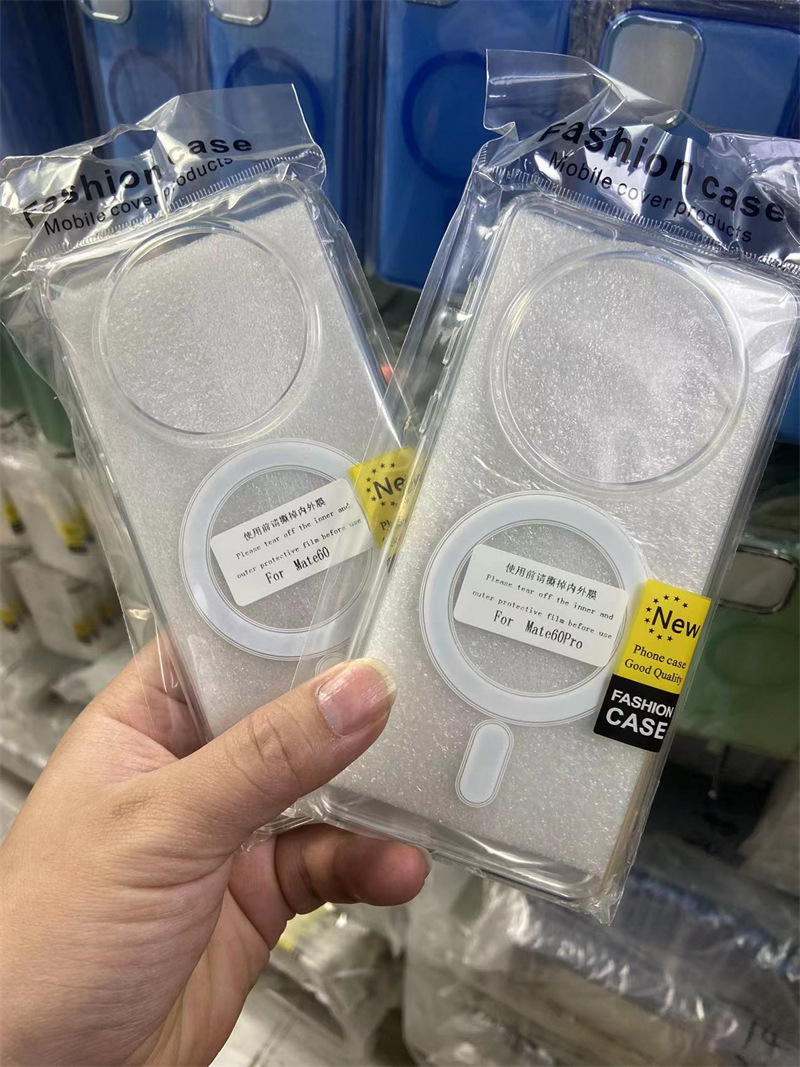 Fashion case
Mobile cover products
使用前请撕掉内外膜
Please tear off the inner and
outer protective film before use
For Mate60
New
Fashion case
Mobile cover products
使用前请撕掉内外膜
Please tear off the inner and
outer protective film before use
For Mate60Pro
New
Phone case
Good Quality
FASHION
CASE